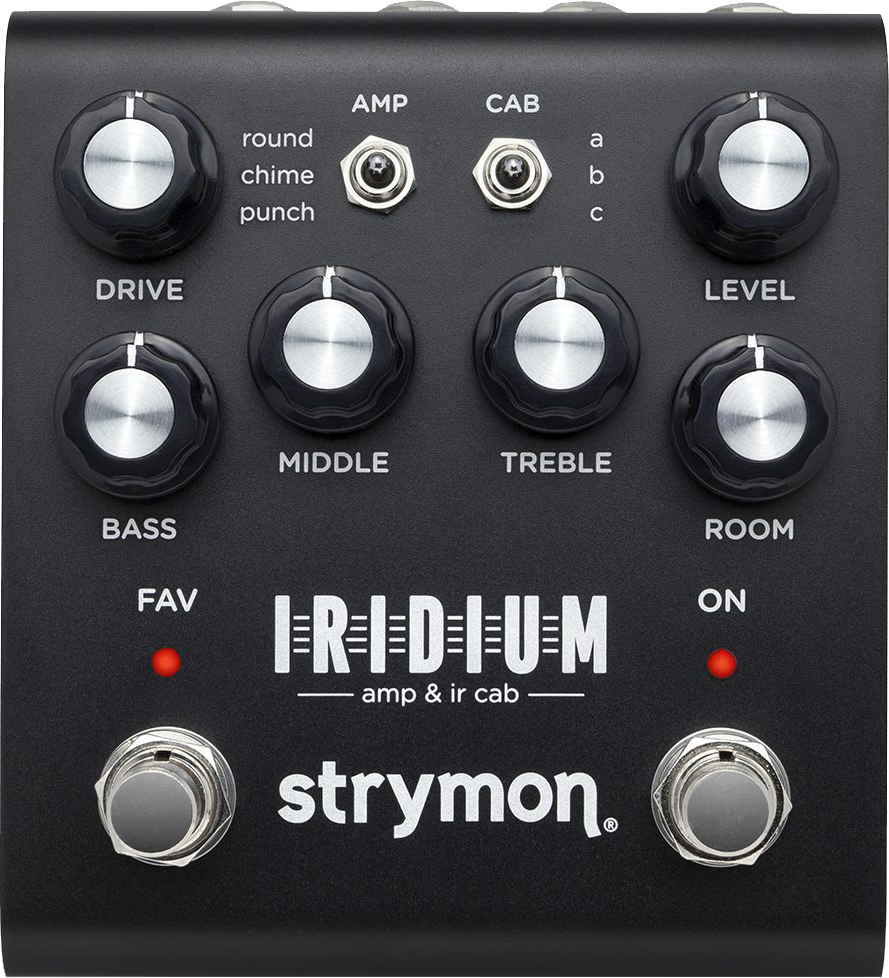 AMP
CAB
round
a
chime
b
punch
c
DRIVE
LEVEL
MIDDLE
TREBLE
BASS
ROOM
FAV
ON
IRIDIUM
amp & ir cab
strymon®